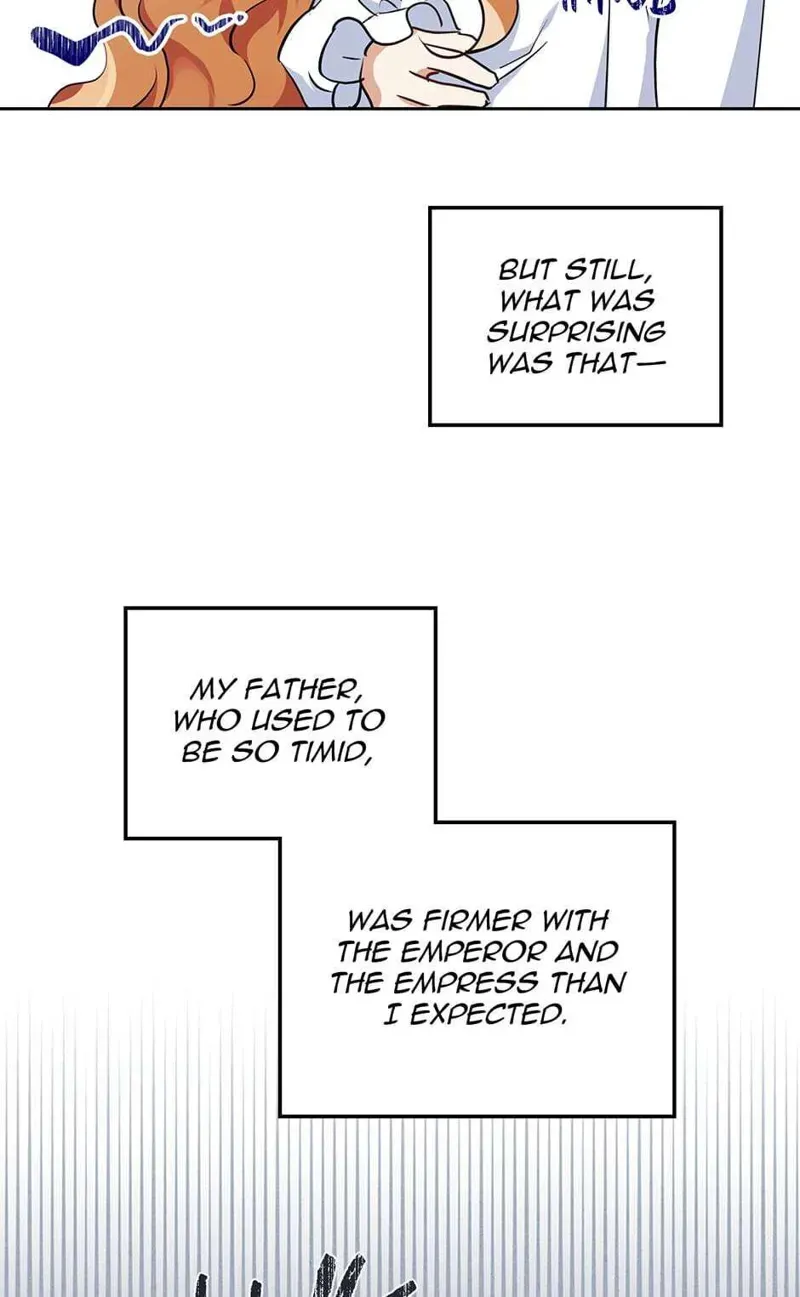 BUT STILL,
WHAT WAS
SURPRISING
WAS THAT—
MY FATHER,
WHO USED TO
BE SO TIMID,
WAS FIRMER WITH
THE EMPEROR AND
THE EMPRESS THAN
I EXPECTED.